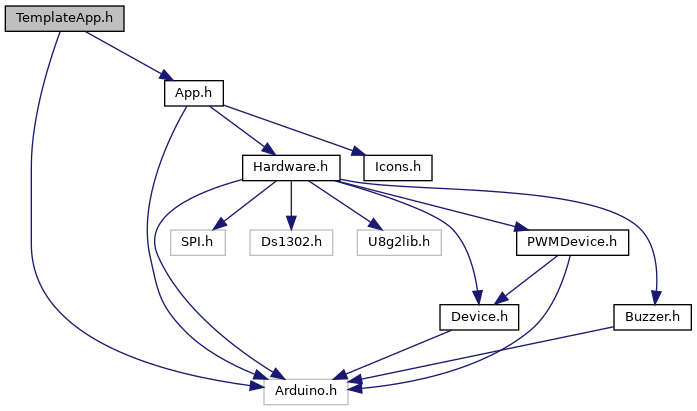 TemplateApp.h
App.h
Hardware.h
Icons.h
SPI.h
Ds1302.h
U8g2lib.h
PWMDevice.h
Device.h
Buzzer.h
Arduino.h